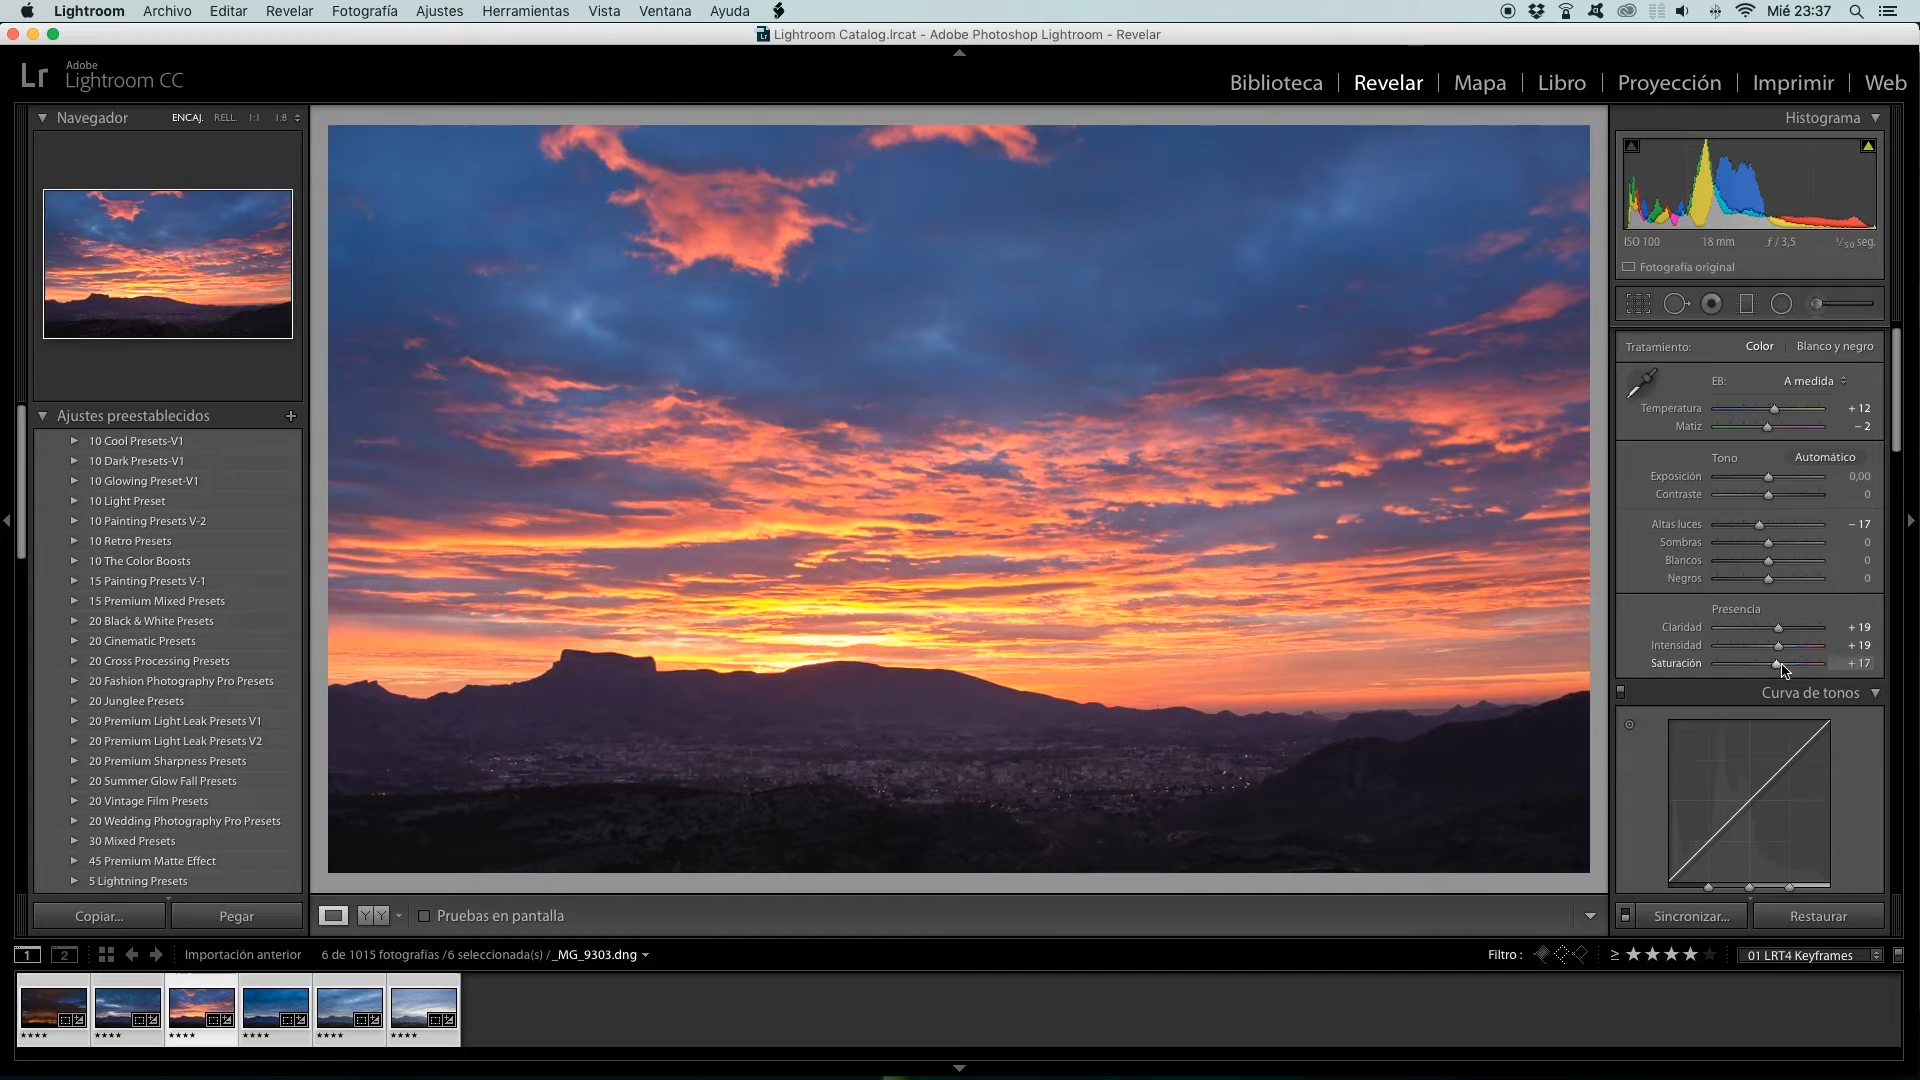 Lightroom Archivo Editar Revelar Fotografía Ajustes Herramientas Vista Ventana Ayuda Mié 23:37
Lightroom Catalog.lrcat - Adobe Photoshop Lightroom - Revelar
Lr Adobe Lightroom CC
Biblioteca | Revelar | Mapa | Libro | Proyección | Imprimir | Web
Navegador ENCAJ. RELL. 1:1 1:8
Ajustes preestablecidos +
10 Cool Presets-V1
10 Dark Presets-V1
10 Glowing Preset-V1
10 Light Preset
10 Painting Presets V-2
10 Retro Presets
10 The Color Boosts
15 Painting Presets V-1
15 Premium Mixed Presets
20 Black & White Presets
20 Cinematic Presets
20 Cross Processing Presets
20 Fashion Photography Pro Presets
20 Junglee Presets
20 Premium Light Leak Presets V1
20 Premium Light Leak Presets V2
20 Premium Sharpness Presets
20 Summer Glow Fall Presets
20 Vintage Film Presets
20 Wedding Photography Pro Presets
30 Mixed Presets
45 Premium Matte Effect
5 Lightning Presets
Copiar... Pegar
Pruebas en pantalla
Histograma
ISO 100 18 mm ƒ / 3,5 1/50 seg.
Fotografía original
Tratamiento: Color | Blanco y negro
EB: A medida
Temperatura + 12
Matiz – 2
Tono Automático
Exposición 0,00
Contraste 0
Altas luces – 17
Sombras 0
Blancos 0
Negros 0
Presencia
Claridad + 19
Intensidad + 19
Saturación + 17
Curva de tonos
Sincronizar... Restaurar
1 2 Importación anterior 6 de 1015 fotografías /6 seleccionada(s) /_MG_9303.dng Filtro : ≥ ★★★★★ 01 LRT4 Keyframes
★★★★ ★★★★ ★★★★ ★★★★ ★★★★ ★★★★